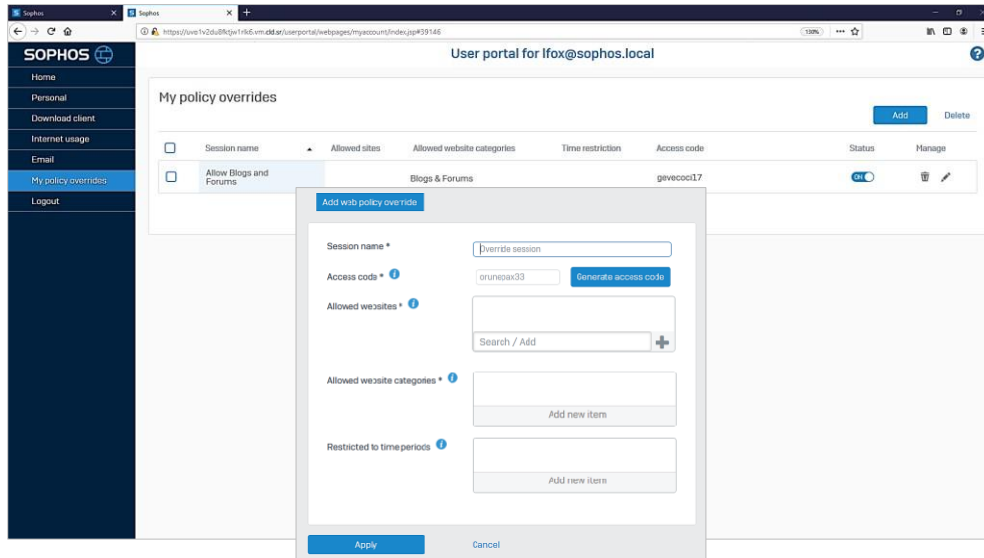 Sophos
Sophos
https://uvo1v2du8fktjw1rlk6.vm.dd.sr/userportal/webpages/myaccount/index.jsp#39146
130%
SOPHOS
User portal for lfox@sophos.local
Home
Personal
Download client
Internet usage
Email
My policy overrides
Logout
My policy overrides
Add
Delete
Session name
Allowed sites
Allowed website categories
Time restriction
Access code
Status
Manage
Allow Blogs and
Forums
Blogs & Forums
gevecoci17
ON
Add web policy override
Session name *
Override session
Access code *
orunepax33
Generate access code
Allowed websites *
Search / Add
Allowed website categories *
Add new item
Restricted to time periods
Add new item
Apply
Cancel